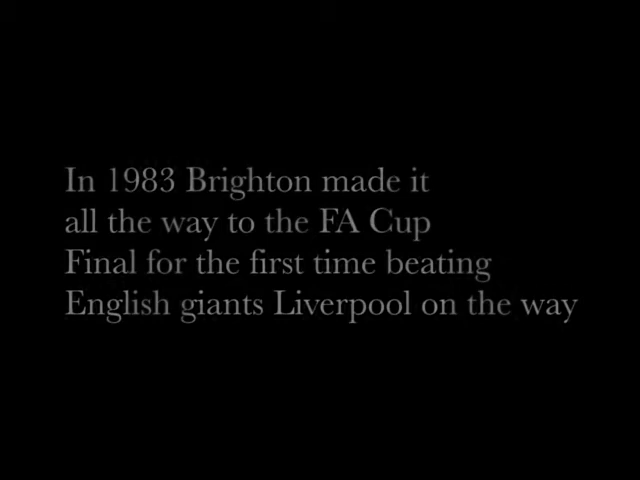 In 1983 Brighton made it
all the way to the FA Cup
Final for the first time beating
English giants Liverpool on the way